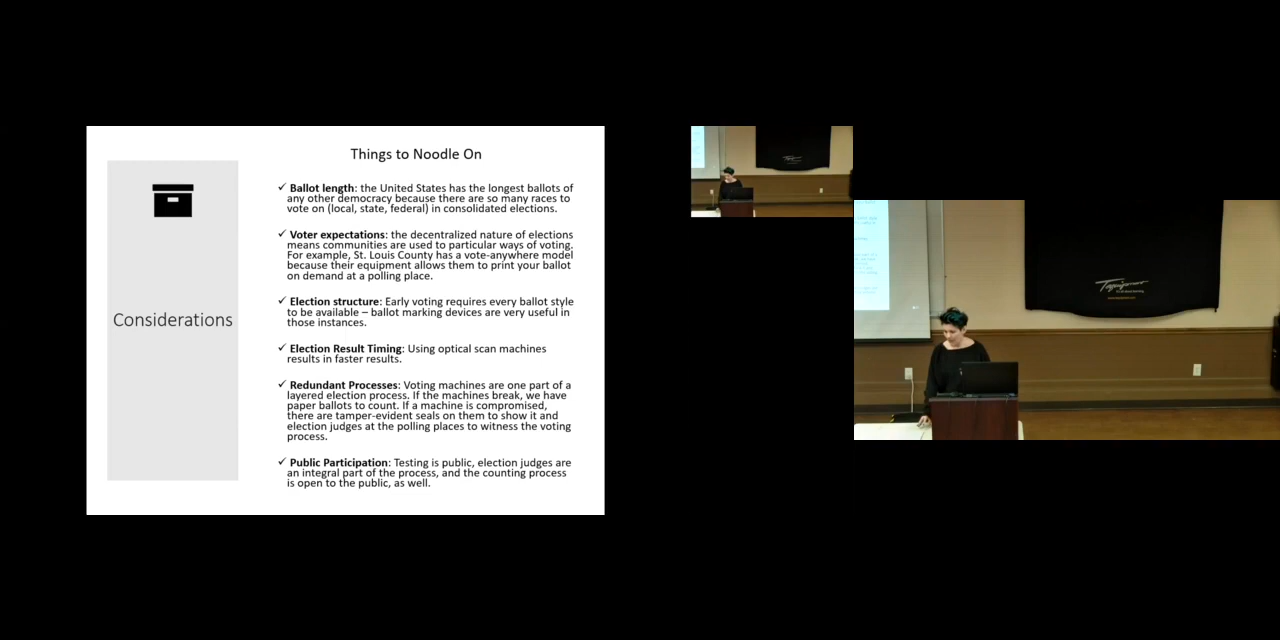 Things to Noodle On
Considerations
✓ Ballot length: the United States has the longest ballots of
any other democracy because there are so many races to
vote on (local, state, federal) in consolidated elections.
✓ Voter expectations: the decentralized nature of elections
means communities are used to particular ways of voting.
For example, St. Louis County has a vote-anywhere model
because their equipment allows them to print your ballot
on demand at a polling place.
✓ Election structure: Early voting requires every ballot style
to be available – ballot marking devices are very useful in
those instances.
✓ Election Result Timing: Using optical scan machines
results in faster results.
✓ Redundant Processes: Voting machines are one part of a
layered election process. If the machines break, we have
paper ballots to count. If a machine is compromised,
there are tamper-evident seals on them to show it and
election judges at the polling places to witness the voting
process.
✓ Public Participation: Testing is public, election judges are
an integral part of the process, and the counting process
is open to the public, as well.